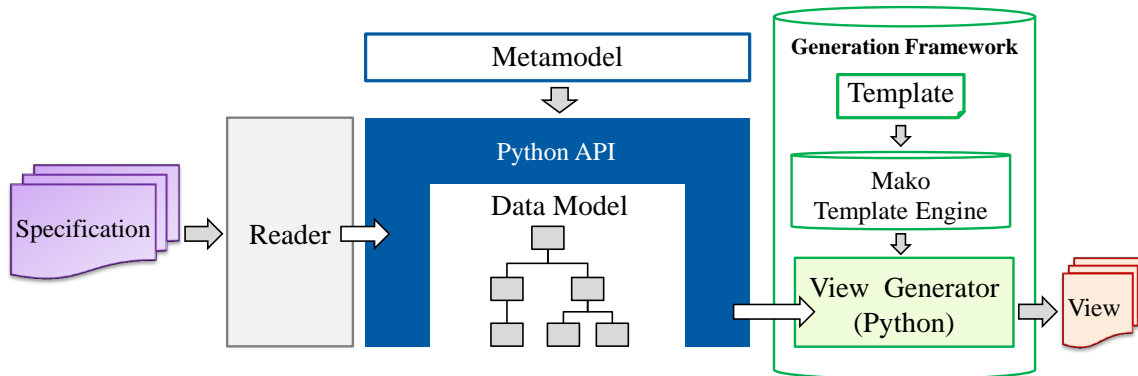 Metamodel
Generation Framework
Template
Python API
Mako
Template Engine
Specification
Reader
Data Model
View Generator
(Python)
View